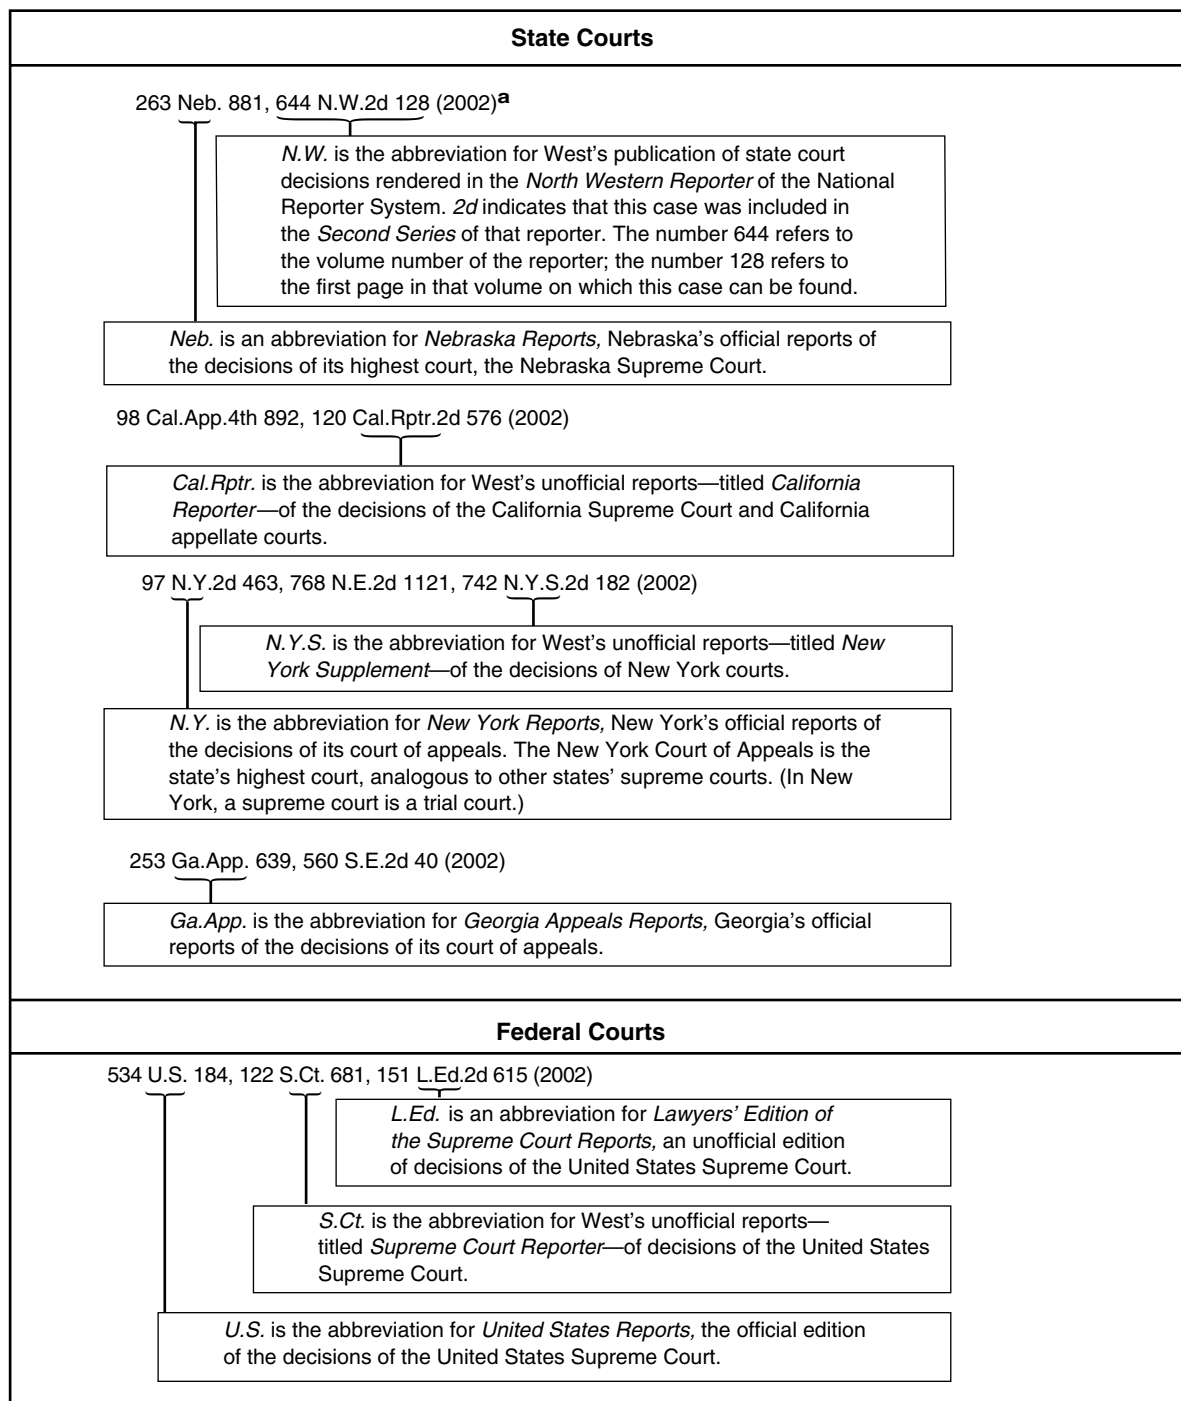 State Courts
263 Neb. 881, 644 N.W.2d 128 (2002)a
N.W. is the abbreviation for West’s publication of state court
decisions rendered in the North Western Reporter of the National
Reporter System. 2d indicates that this case was included in
the Second Series of that reporter. The number 644 refers to
the volume number of the reporter; the number 128 refers to
the first page in that volume on which this case can be found.
Neb. is an abbreviation for Nebraska Reports, Nebraska’s official reports of
the decisions of its highest court, the Nebraska Supreme Court.
98 Cal.App.4th 892, 120 Cal.Rptr.2d 576 (2002)
Cal.Rptr. is the abbreviation for West’s unofficial reports—titled California
Reporter—of the decisions of the California Supreme Court and California
appellate courts.
97 N.Y.2d 463, 768 N.E.2d 1121, 742 N.Y.S.2d 182 (2002)
N.Y.S. is the abbreviation for West’s unofficial reports—titled New
York Supplement—of the decisions of New York courts.
N.Y. is the abbreviation for New York Reports, New York’s official reports of
the decisions of its court of appeals. The New York Court of Appeals is the
state’s highest court, analogous to other states’ supreme courts. (In New
York, a supreme court is a trial court.)
253 Ga.App. 639, 560 S.E.2d 40 (2002)
Ga.App. is the abbreviation for Georgia Appeals Reports, Georgia’s official
reports of the decisions of its court of appeals.
Federal Courts
534 U.S. 184, 122 S.Ct. 681, 151 L.Ed.2d 615 (2002)
L.Ed. is an abbreviation for Lawyers’ Edition of
the Supreme Court Reports, an unofficial edition
of decisions of the United States Supreme Court.
S.Ct. is the abbreviation for West’s unofficial reports—
titled Supreme Court Reporter—of decisions of the United States
Supreme Court.
U.S. is the abbreviation for United States Reports, the official edition
of the decisions of the United States Supreme Court.